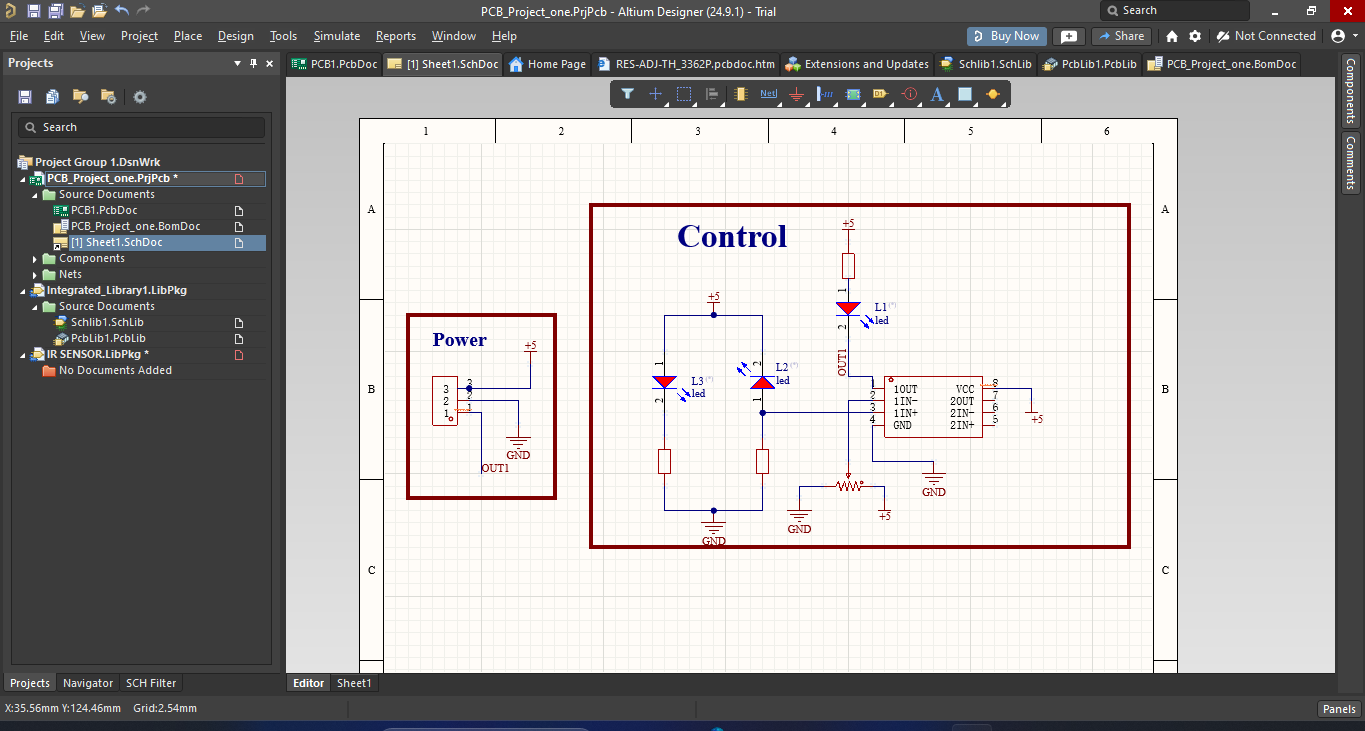 PCB_Project_one.PrjPcb - Altium Designer (24.9.1) - Trial
Search
File Edit View Project Place Design Tools Simulate Reports Window Help
Buy Now
Share
Not Connected
Projects
PCB1.PcbDoc
[1] Sheet1.SchDoc
Home Page
RES-ADJ-TH_3362P.pcbdoc.htm
Extensions and Updates
Schlib1.SchLib
PcbLib1.PcbLib
PCB_Project_one.BomDoc
Net
D1
Components
Comments
Search
Project Group 1.DsnWrk
PCB_Project_one.PrjPcb *
Source Documents
PCB1.PcbDoc
PCB_Project_one.BomDoc
[1] Sheet1.SchDoc
Components
Nets
Integrated_Library1.LibPkg
Source Documents
Schlib1.SchLib
PcbLib1.PcbLib
IR SENSOR.LibPkg *
No Documents Added
1 2 3 4 5 6
A A
B B
C C
Power
+5
3 3
2 2
1 1
GND
OUT1
Control
+5
1
L1 (*)
led
2
OUT1
+5
1
L3 (*)
led
2
2
L2 (*)
led
1
GND
1 1OUT VCC 8
2 1IN- 2OUT 7
3 1IN+ 2IN- 6
4 GND 2IN+ 5
+5
GND
GND
+5
Projects Navigator SCH Filter
Editor Sheet1
X:35.56mm Y:124.46mm Grid:2.54mm
Panels